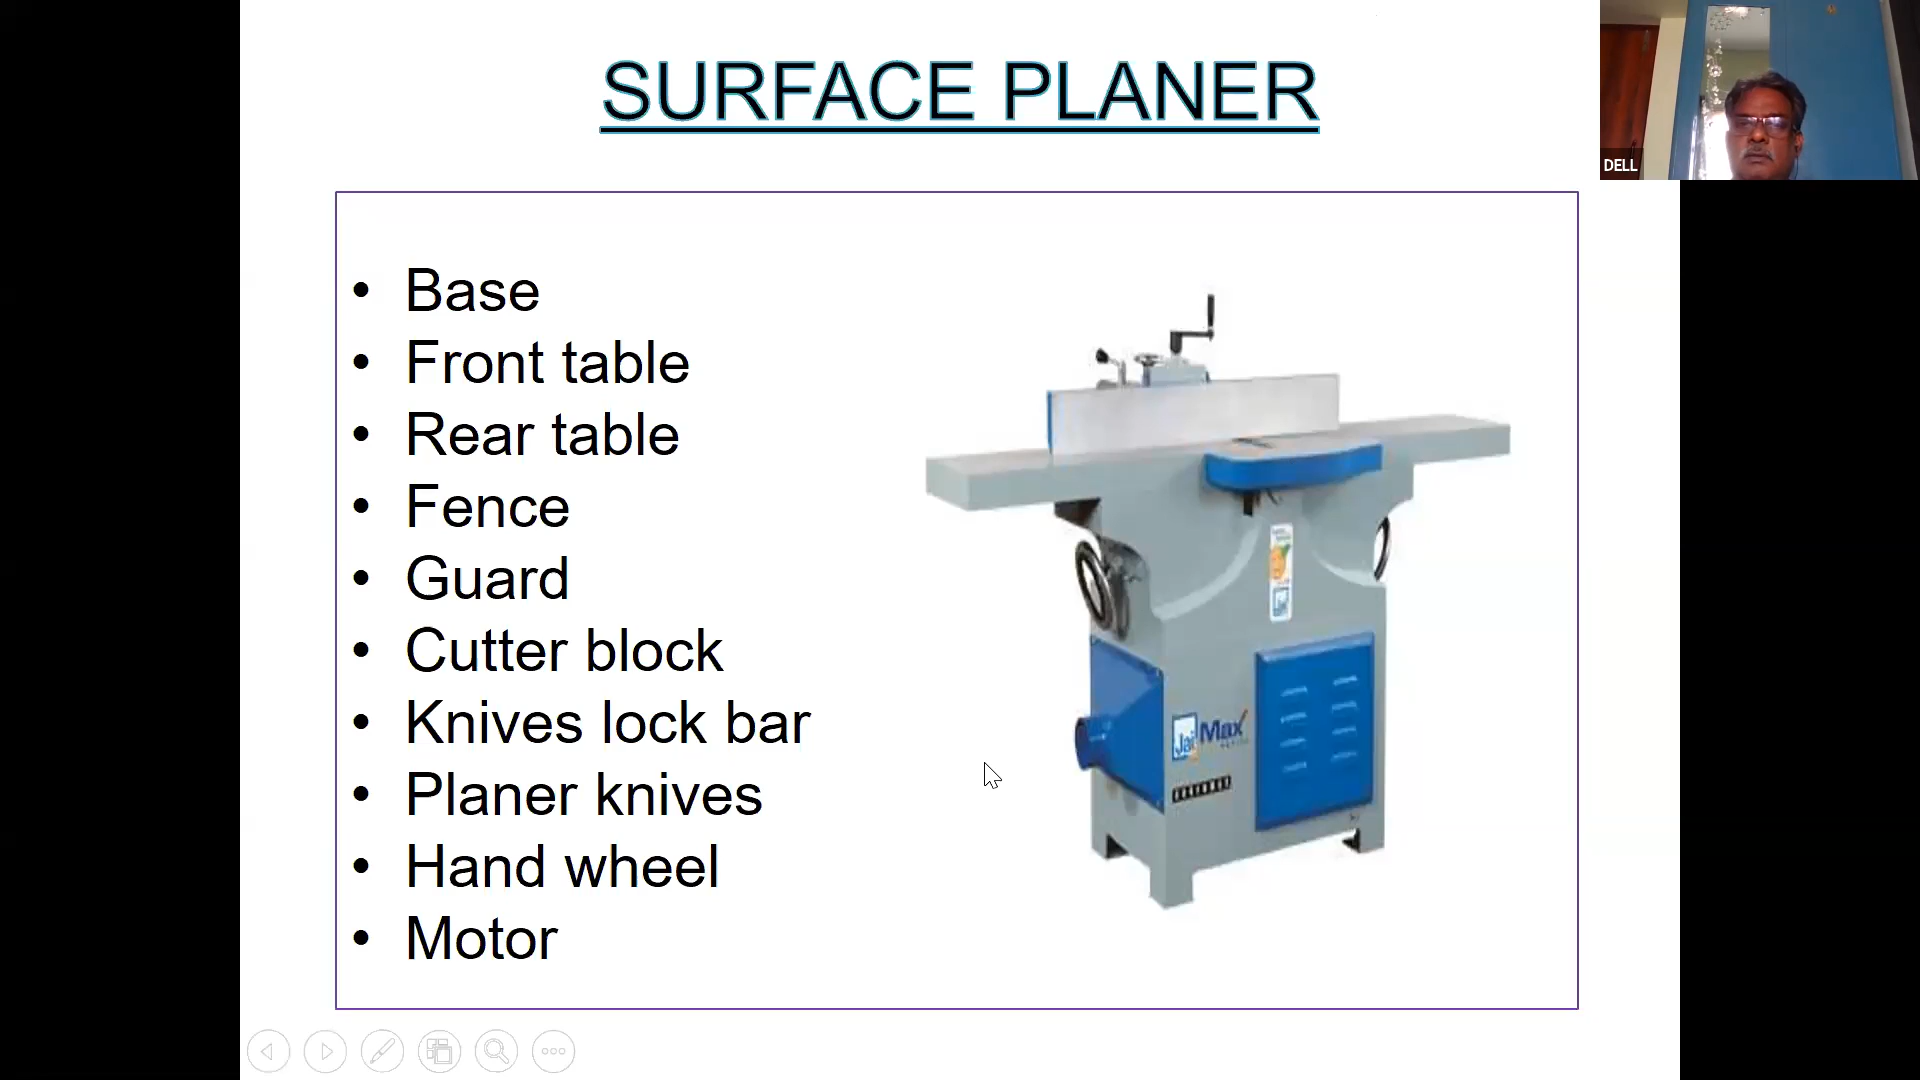 SURFACE PLANER
DELL
• Base
• Front table
• Rear table
• Fence
• Guard
• Cutter block
• Knives lock bar
• Planer knives
• Hand wheel
• Motor
Jai Max